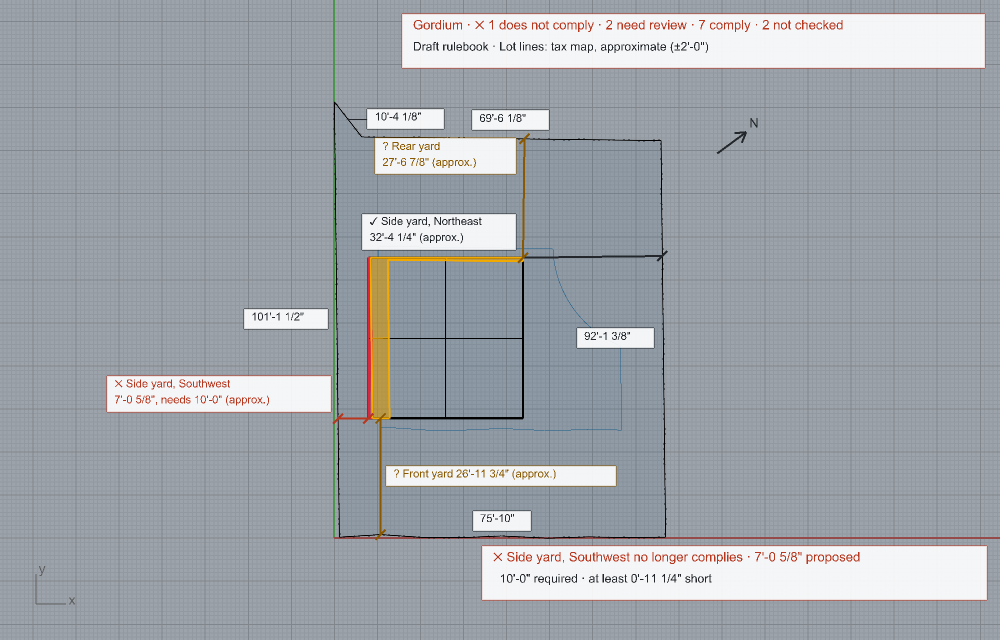 Gordium · ✕ 1 does not comply · 2 need review · 7 comply · 2 not checked
Draft rulebook · Lot lines: tax map, approximate (±2'-0")
10'-4 1/8"
69'-6 1/8"
N
? Rear yard
27'-6 7/8" (approx.)
✓ Side yard, Northeast
32'-4 1/4" (approx.)
101'-1 1/2"
92'-1 3/8"
✕ Side yard, Southwest
7'-0 5/8", needs 10'-0" (approx.)
? Front yard 26'-11 3/4" (approx.)
75'-10"
✕ Side yard, Southwest no longer complies · 7'-0 5/8" proposed
10'-0" required · at least 0'-11 1/4" short
y
x